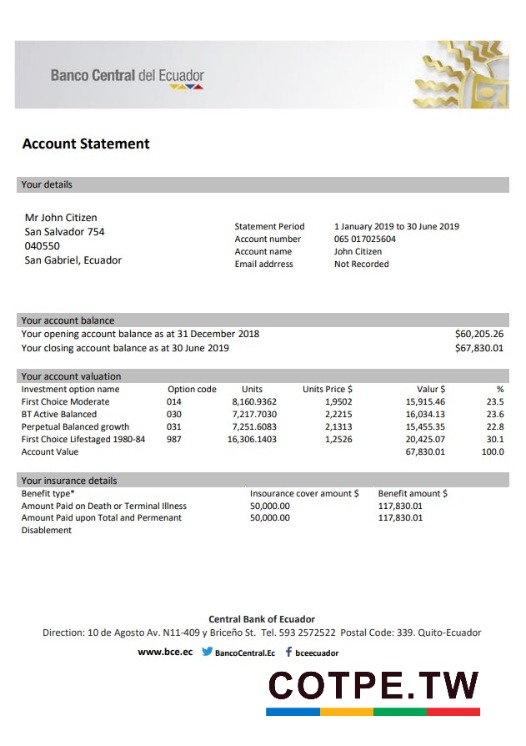 Banco Central del Ecuador
Account Statement
Your details
Mr John Citizen
San Salvador 754
040550
San Gabriel, Ecuador
Statement Period 1 January 2019 to 30 June 2019
Account number 065 017025604
Account name John Citizen
Email addrress Not Recorded
Your account balance
Your opening account balance as at 31 December 2018 $60,205.26
Your closing account balance as at 30 June 2019 $67,830.01
Your account valuation
Investment option name Option code Units Units Price $ Valur $ %
First Choice Moderate 014 8,160.9362 1,9502 15,915.46 23.5
BT Active Balanced 030 7,217.7030 2,2215 16,034.13 23.6
Perpetual Balanced growth 031 7,251.6083 2,1313 15,455.35 22.8
First Choice Lifestaged 1980-84 987 16,306.1403 1,2526 20,425.07 30.1
Account Value 67,830.01 100.0
Your insurance details
Benefit type* Insourance cover amount $ Benefit amount $
Amount Paid on Death or Terminal Illness 50,000.00 117,830.01
Amount Paid upon Total and Permenant 50,000.00 117,830.01
Disablement
Central Bank of Ecuador
Direction: 10 de Agosto Av. N11-409 y Briceño St. Tel. 593 2572522 Postal Code: 339. Quito-Ecuador
www.bce.ec BancoCentral.Ec bceecuador
COTPE.TW